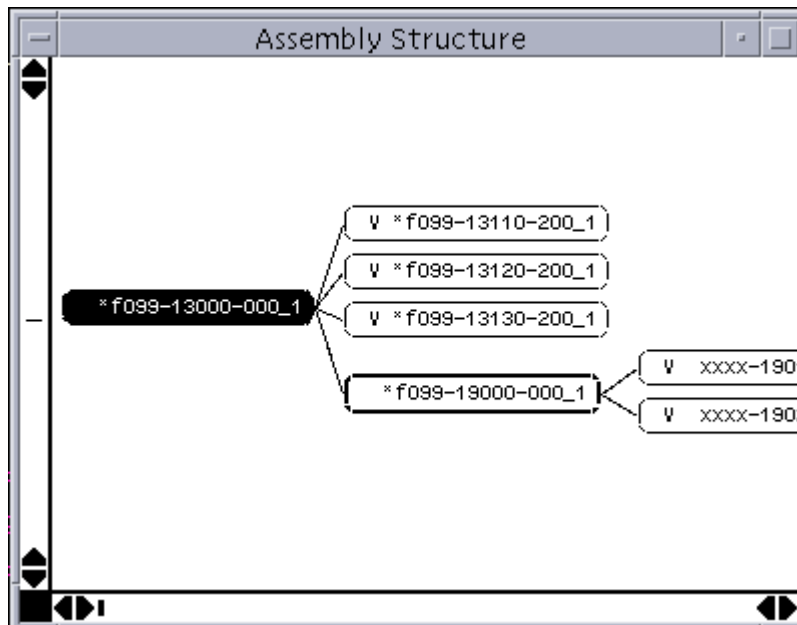 Assembly Structure
V *f099-13110-200_1
V *f099-13120-200_1
*f099-13000-000_1
V *f099-13130-200_1
V xxxx-190
*f099-19000-000_1
V xxxx-190